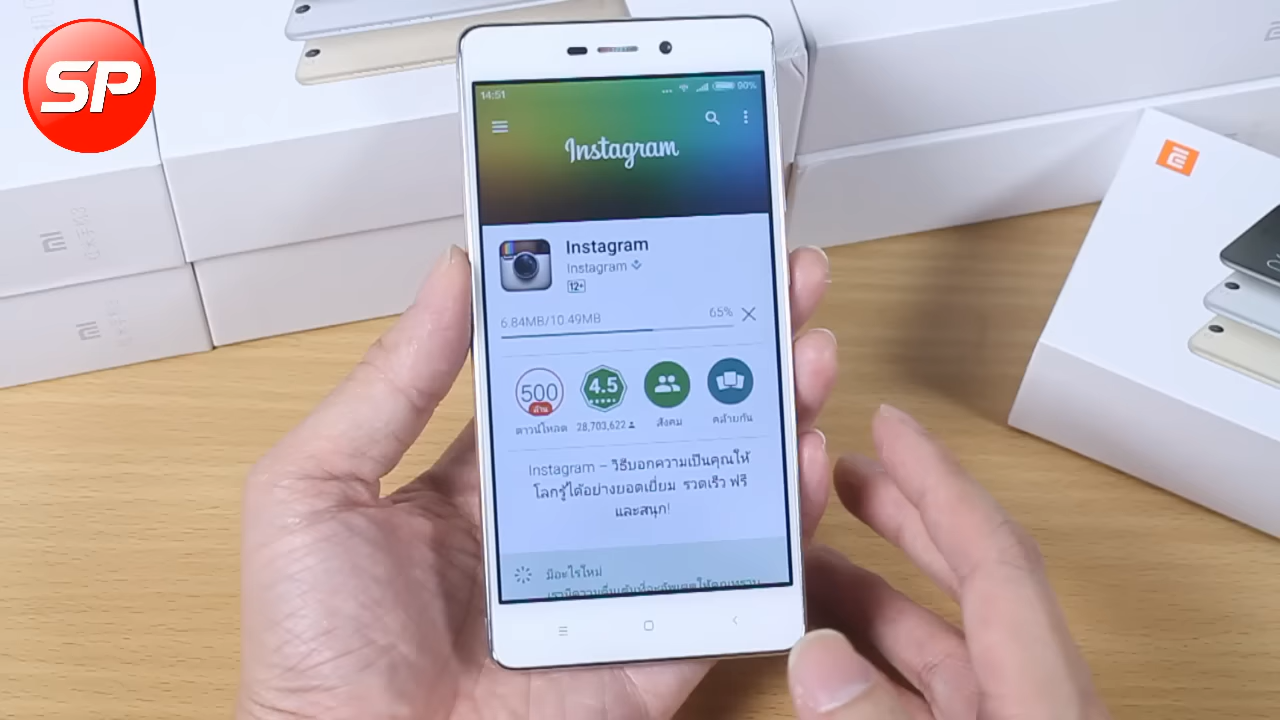 SP
14:51
90%
Instagram
Instagram
Instagram
12+
6.84MB/10.49MB
65%
500
ล้าน
4.5
ดาวน์โหลด
28,703,622
สังคม
คล้ายกัน
Instagram – วิธีบอกความเป็นคุณให้
โลกรู้ได้อย่างยอดเยี่ยม รวดเร็ว ฟรี
และสนุก!
มีอะไรใหม่